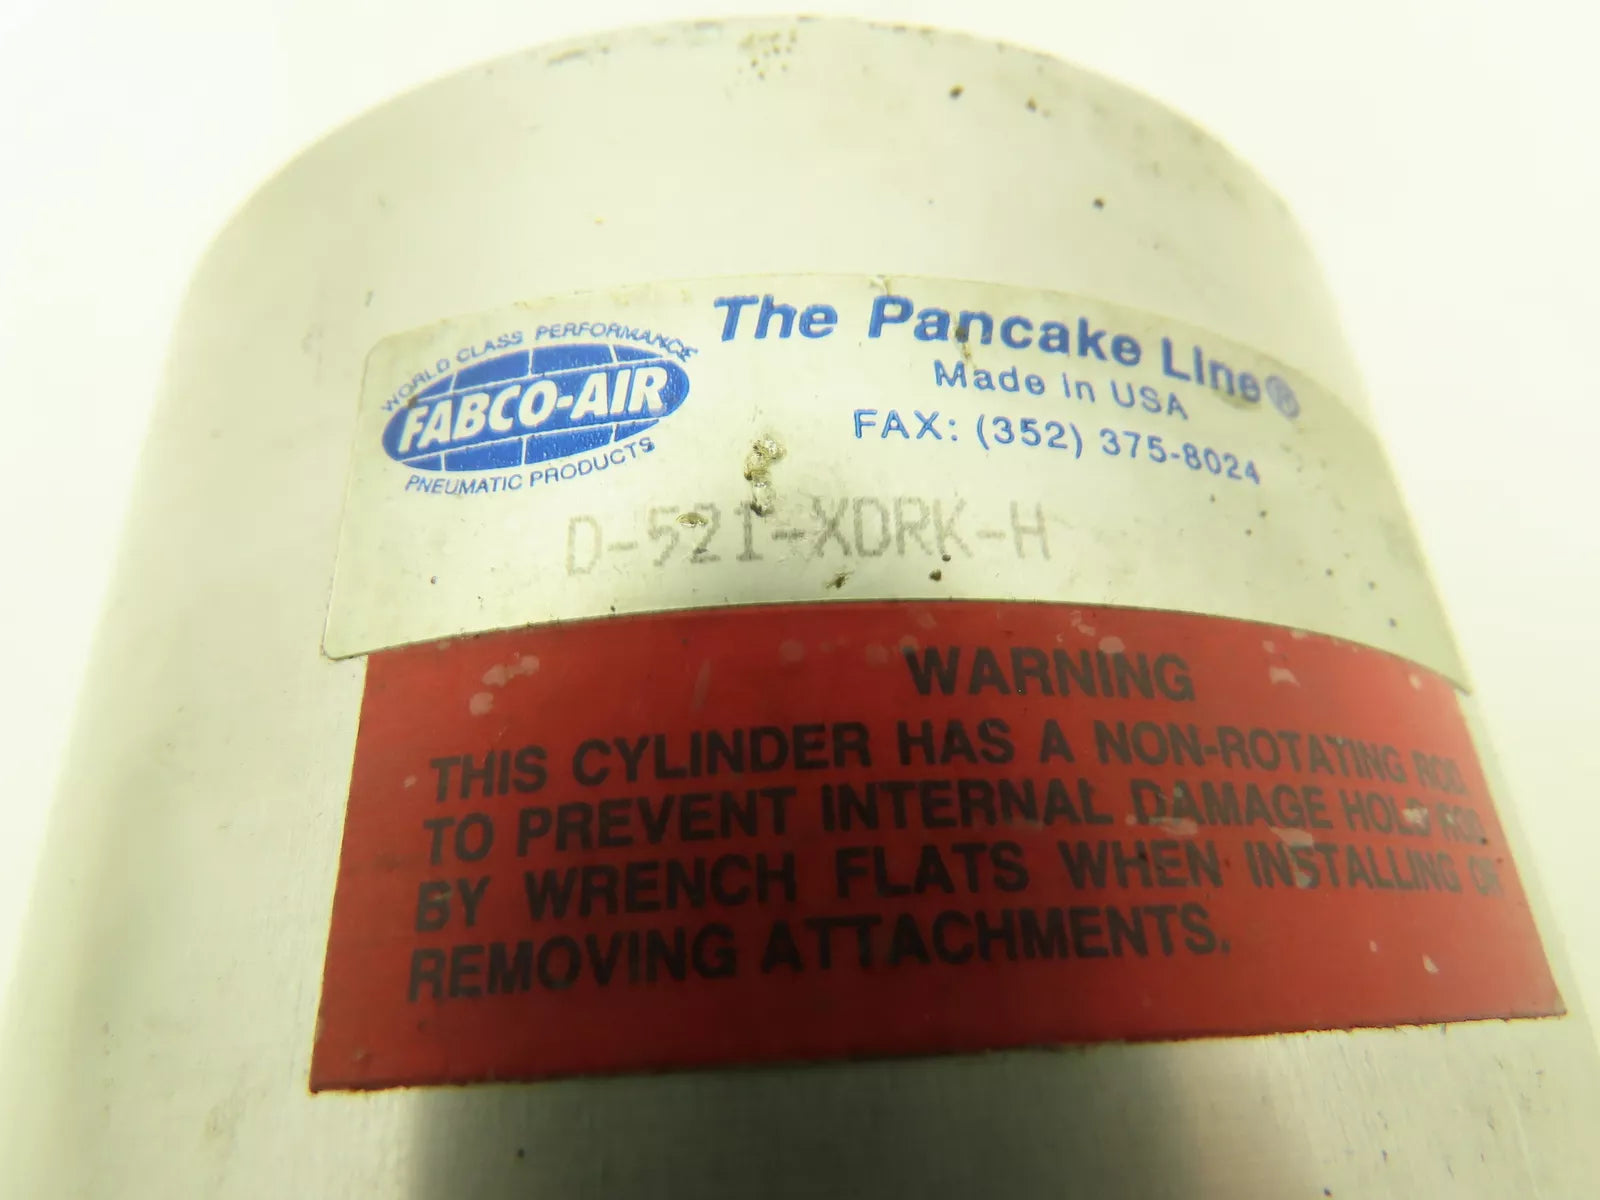 WORLD CLASS PERFORMANCE
FABCO-AIR
PNEUMATIC PRODUCTS
The Pancake Line®
Made in USA
FAX: (352) 375-8024
D-521-XDRK-H
WARNING
THIS CYLINDER HAS A NON-ROTATING ROD.
TO PREVENT INTERNAL DAMAGE HOLD ROD
BY WRENCH FLATS WHEN INSTALLING OR
REMOVING ATTACHMENTS.